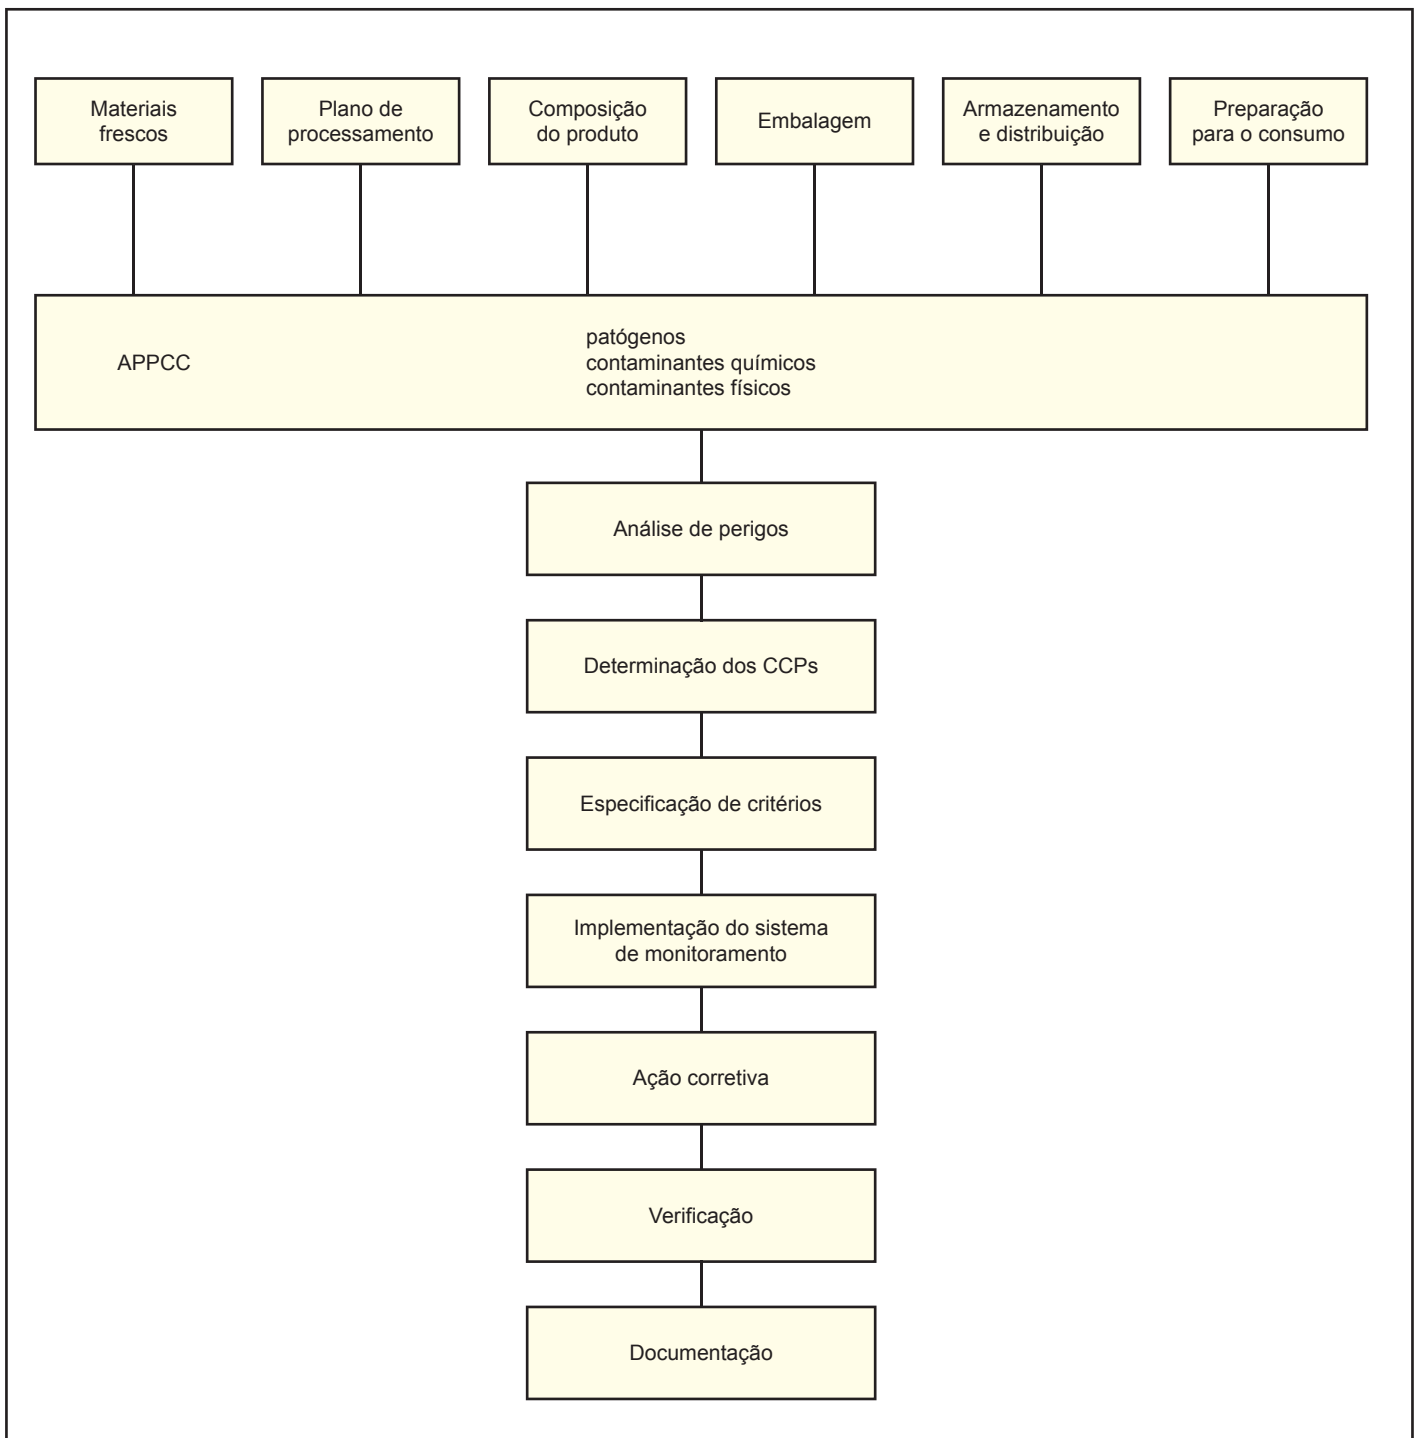 Materiais
frescos
Plano de
processamento
Composição
do produto
Embalagem
Armazenamento
e distribuição
Preparação
para o consumo
APPCC
patógenos
contaminantes químicos
contaminantes físicos
Análise de perigos
Determinação dos CCPs
Especificação de critérios
Implementação do sistema
de monitoramento
Ação corretiva
Verificação
Documentação